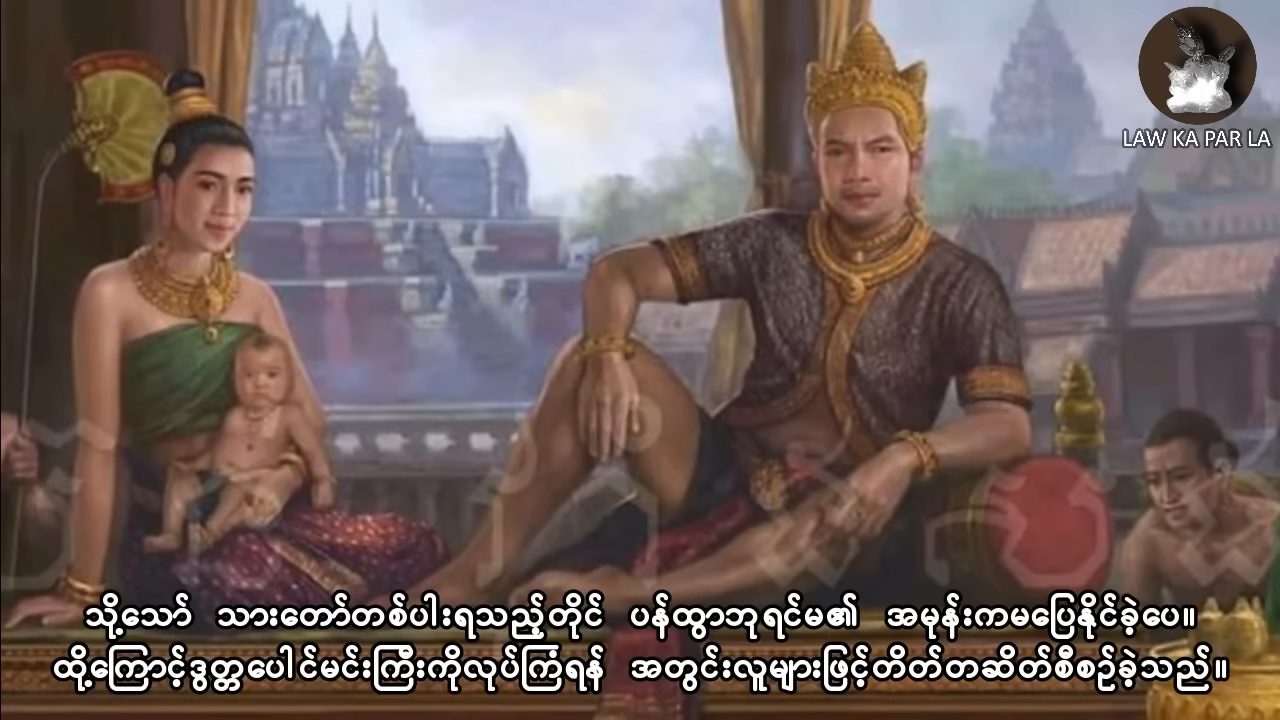 LAW KA PAR LA
သို့သော် သားတော်တစ်ပါးရသည့်တိုင် ပန်ထွာဘုရင်မ၏ အမုန်းကမပြေနိုင်ခဲ့ပေ။
ထို့ကြောင့်ဒွတ္တပေါင်မင်းကြီးကိုလုပ်ကြံရန် အတွင်းလူများဖြင့်တိတ်တဆိတ်စီစဉ်ခဲ့သည်။